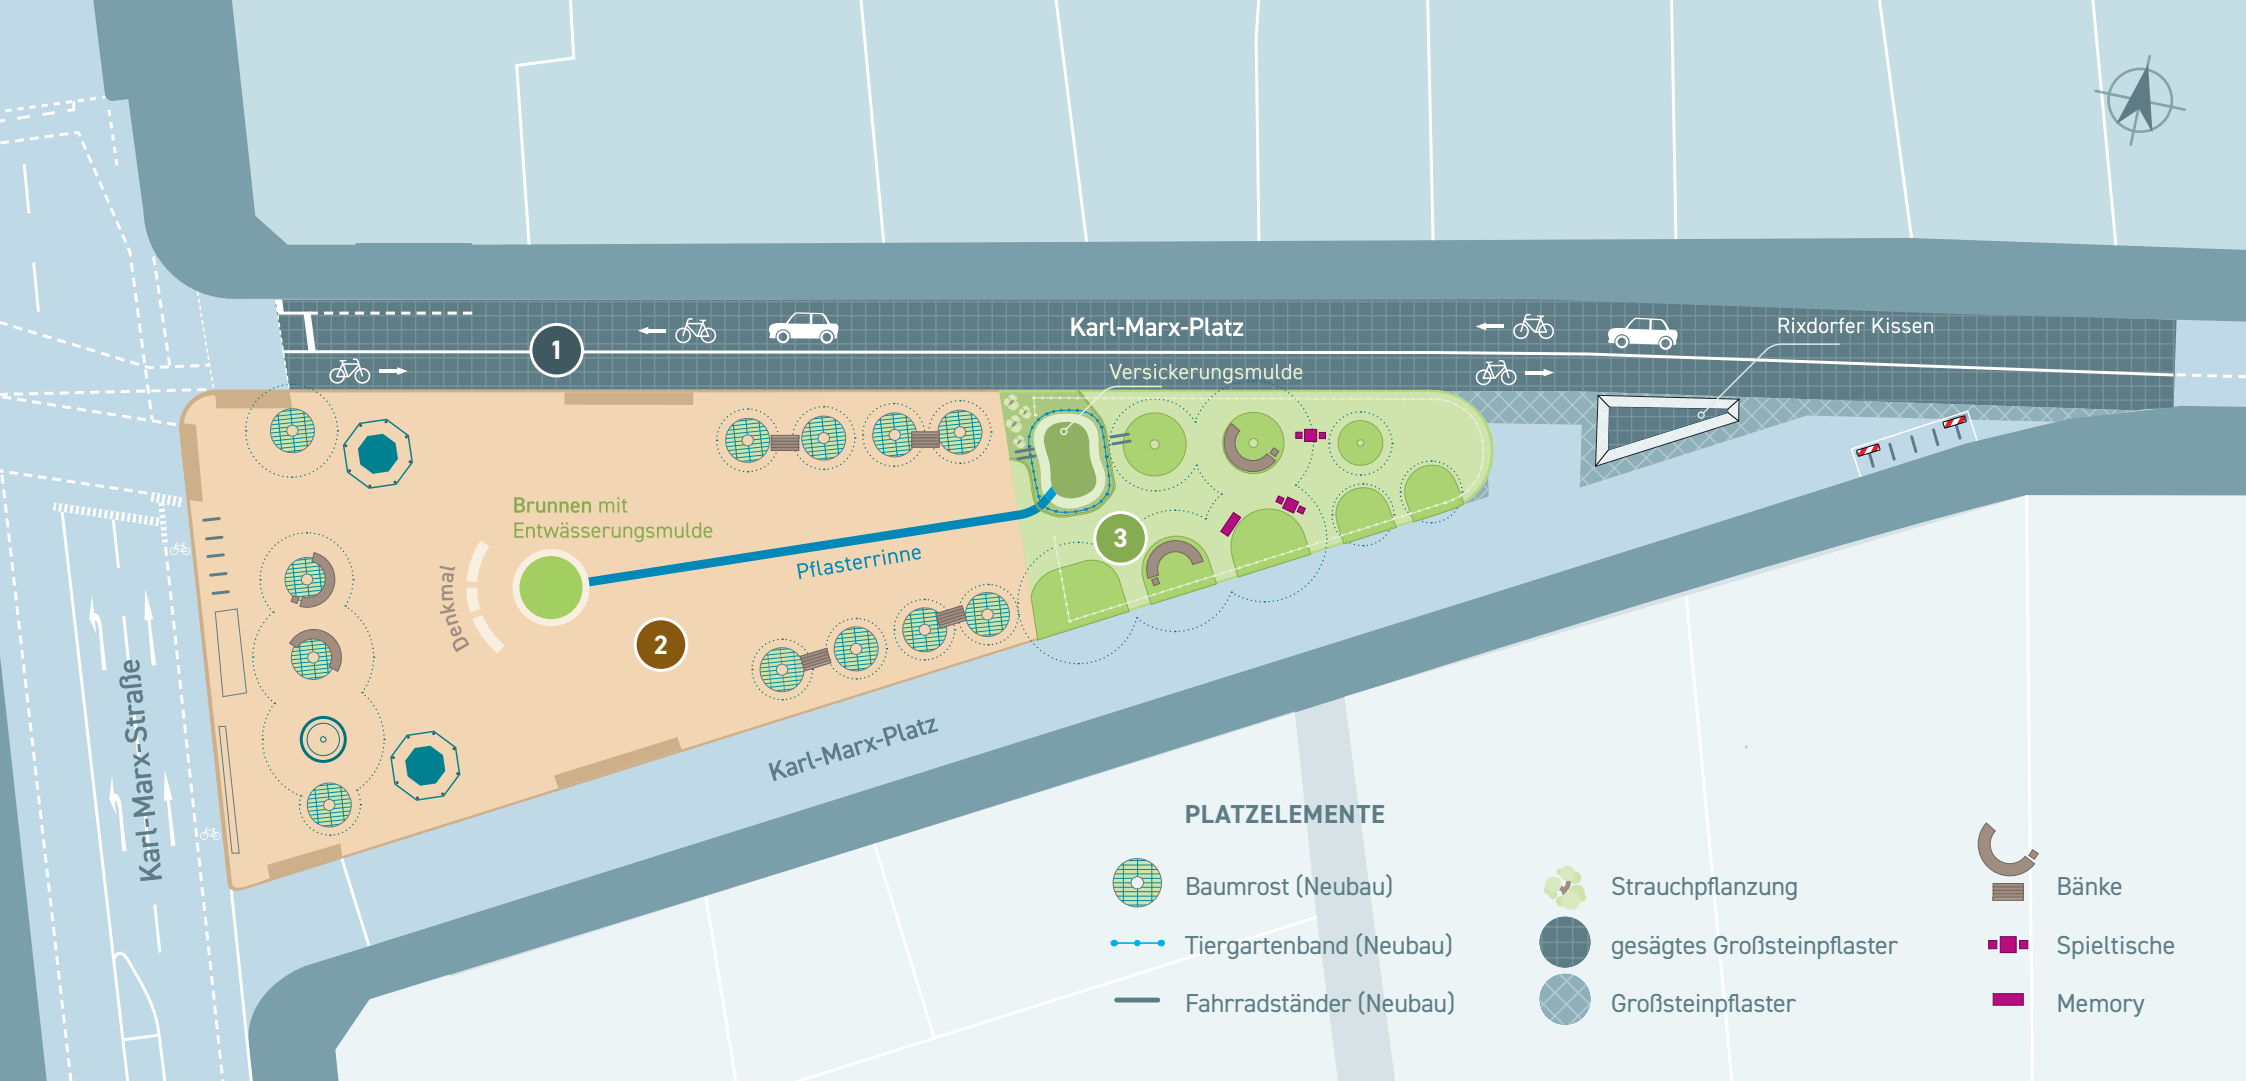 Karl-Marx-Platz
Rixdorfer Kissen
1
Versickerungsmulde
Brunnen mit
Entwässerungsmulde
3
Pflasterrinne
Denkmal
2
Karl-Marx-Straße
Karl-Marx-Platz
PLATZELEMENTE
Baumrost (Neubau)
Strauchpflanzung
Bänke
Tiergartenband (Neubau)
gesägtes Großsteinpflaster
Spieltische
Fahrradständer (Neubau)
Großsteinpflaster
Memory